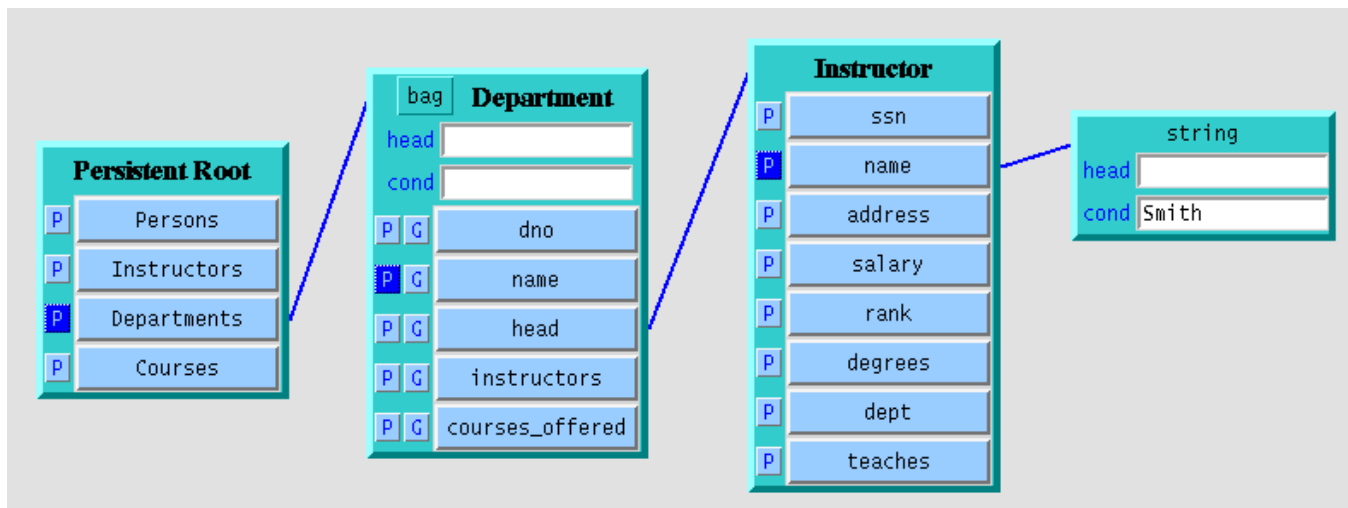 Persistent Root
P Persons
P Instructors
P Departments
P Courses
bag Department
head
cond
P G dno
P G name
P G head
P G instructors
P G courses_offered
Instructor
P ssn
P name
P address
P salary
P rank
P degrees
P dept
P teaches
string
head
cond Smith